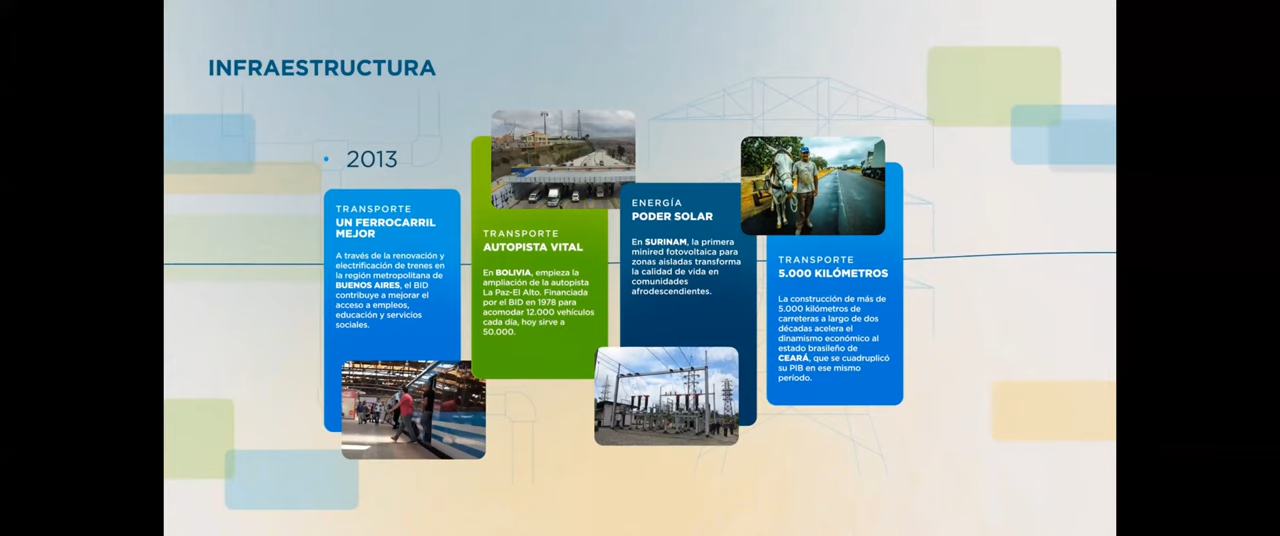 INFRAESTRUCTURA
• 2013
TRANSPORTE
UN FERROCARRIL
MEJOR
A través de la renovación y
electrificación de trenes en
la región metropolitana de
BUENOS AIRES, el BID
contribuye a mejorar el
acceso a empleos,
educación y servicios
sociales.
TRANSPORTE
AUTOPISTA VITAL
En BOLIVIA, empieza la
ampliación de la autopista
La Paz-El Alto. Financiada
por el BID en 1978 para
acomodar 12.000 vehículos
cada día, hoy sirve a
50.000.
ENERGÍA
PODER SOLAR
En SURINAM, la primera
minired fotovoltaica para
zonas aisladas transforma
la calidad de vida en
comunidades
afrodescendientes.
TRANSPORTE
5.000 KILÓMETROS
La construcción de más de
5.000 kilómetros de
carreteras a largo de dos
décadas acelera el
dinamismo económico al
estado brasileño de
CEARÁ, que se cuadruplicó
su PIB en ese mismo
período.